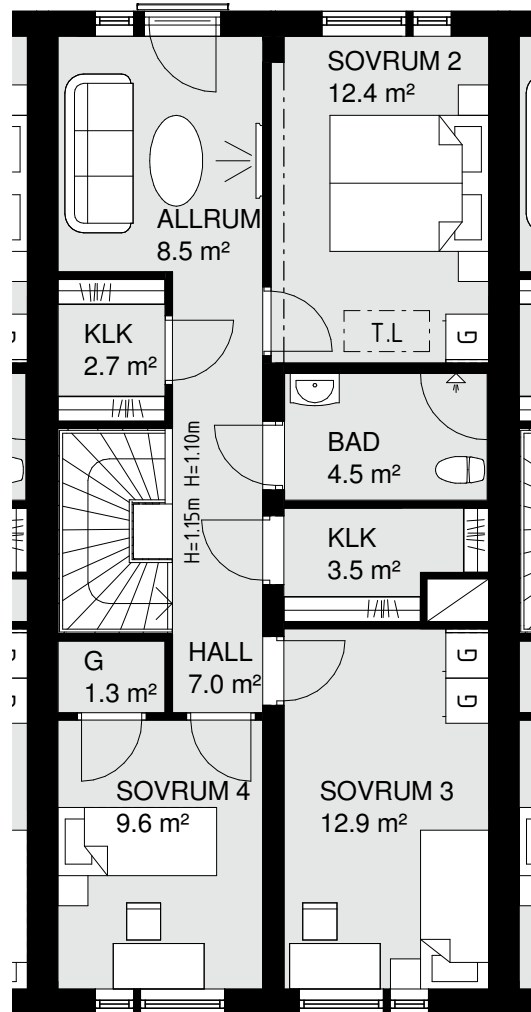 SOVRUM 2
12.4 m²
ALLRUM
8.5 m²
T.L
G
KLK
2.7 m²
H=1.10m
H=1.15m
BAD
4.5 m²
KLK
3.5 m²
G
1.3 m²
HALL
7.0 m²
G
G
SOVRUM 4
9.6 m²
SOVRUM 3
12.9 m²